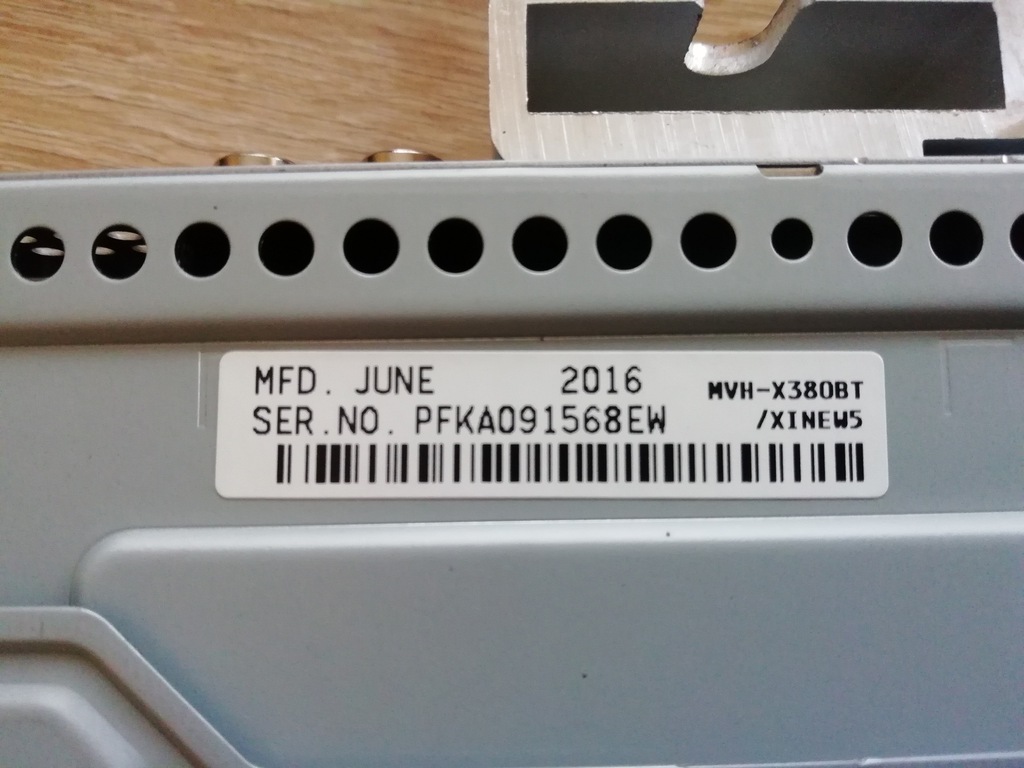 MFD. JUNE 2016
SER.NO. PFKA091568EW
MVH-X380BT
/XINEW5